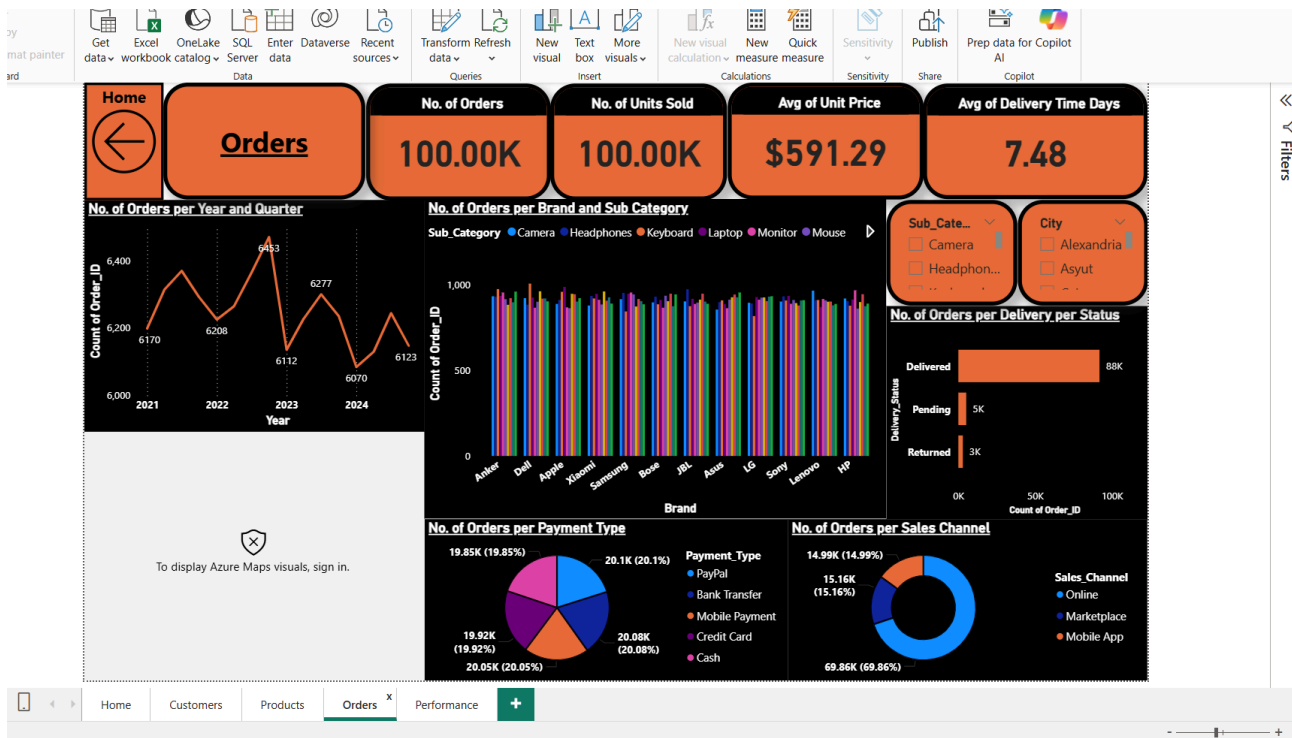 py
mat painter
ard
Get data
Excel workbook
OneLake catalog
SQL Server
Enter data
Dataverse
Recent sources
Data
Transform data
Refresh
Queries
New visual
Text box
More visuals
Insert
New visual calculation
New measure
Quick measure
Calculations
Sensitivity
Sensitivity
Publish
Share
Prep data for AI
Copilot
Copilot
Filters
Home
Orders
No. of Orders
100.00K
No. of Units Sold
100.00K
Avg of Unit Price
$591.29
Avg of Delivery Time Days
7.48
No. of Orders per Year and Quarter
Count of Order_ID
6,400
6,200
6,000
6170
6208
6453
6112
6277
6070
6123
2021 2022 2023 2024
Year
To display Azure Maps visuals, sign in.
No. of Orders per Brand and Sub Category
Sub_Category Camera Headphones Keyboard Laptop Monitor Mouse
Count of Order_ID
1,000
500
0
Anker Dell Apple Xiaomi Samsung Bose JBL Asus LG Sony Lenovo HP
Brand
Sub_Cate...
Camera
Headphon...
City
Alexandria
Asyut
No. of Orders per Delivery per Status
Delivery_Status
Delivered 88K
Pending 5K
Returned 3K
0K 50K 100K
Count of Order_ID
No. of Orders per Payment Type
19.85K (19.85%)
20.1K (20.1%)
19.92K
(19.92%)
20.08K
(20.08%)
20.05K (20.05%)
Payment_Type
PayPal
Bank Transfer
Mobile Payment
Credit Card
Cash
No. of Orders per Sales Channel
14.99K (14.99%)
15.16K
(15.16%)
69.86K (69.86%)
Sales_Channel
Online
Marketplace
Mobile App
Home
Customers
Products
Orders
x
Performance
+
- +